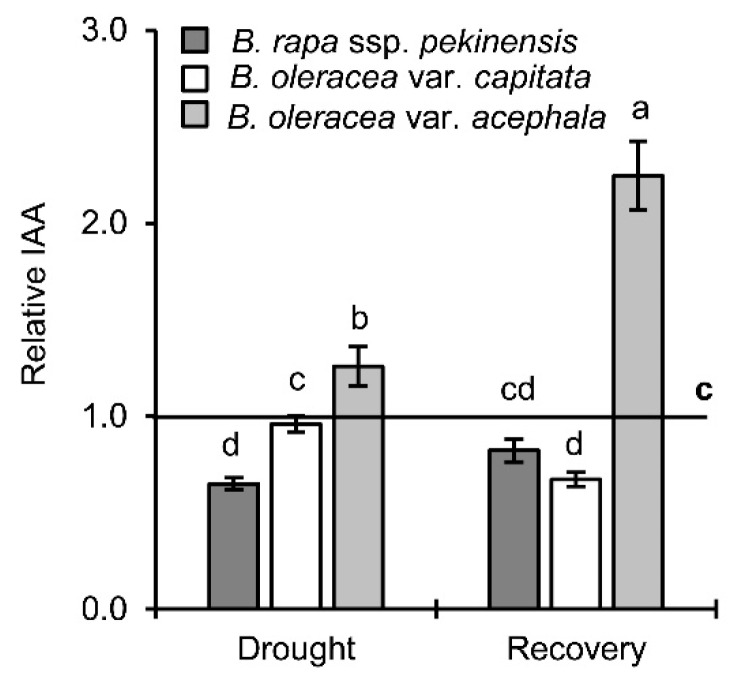 3.0
B. rapa ssp. pekinensis
B. oleracea var. capitata
B. oleracea var. acephala
a
Relative IAA
2.0
b
c
cd
c
1.0
d
d
0.0
Drought
Recovery